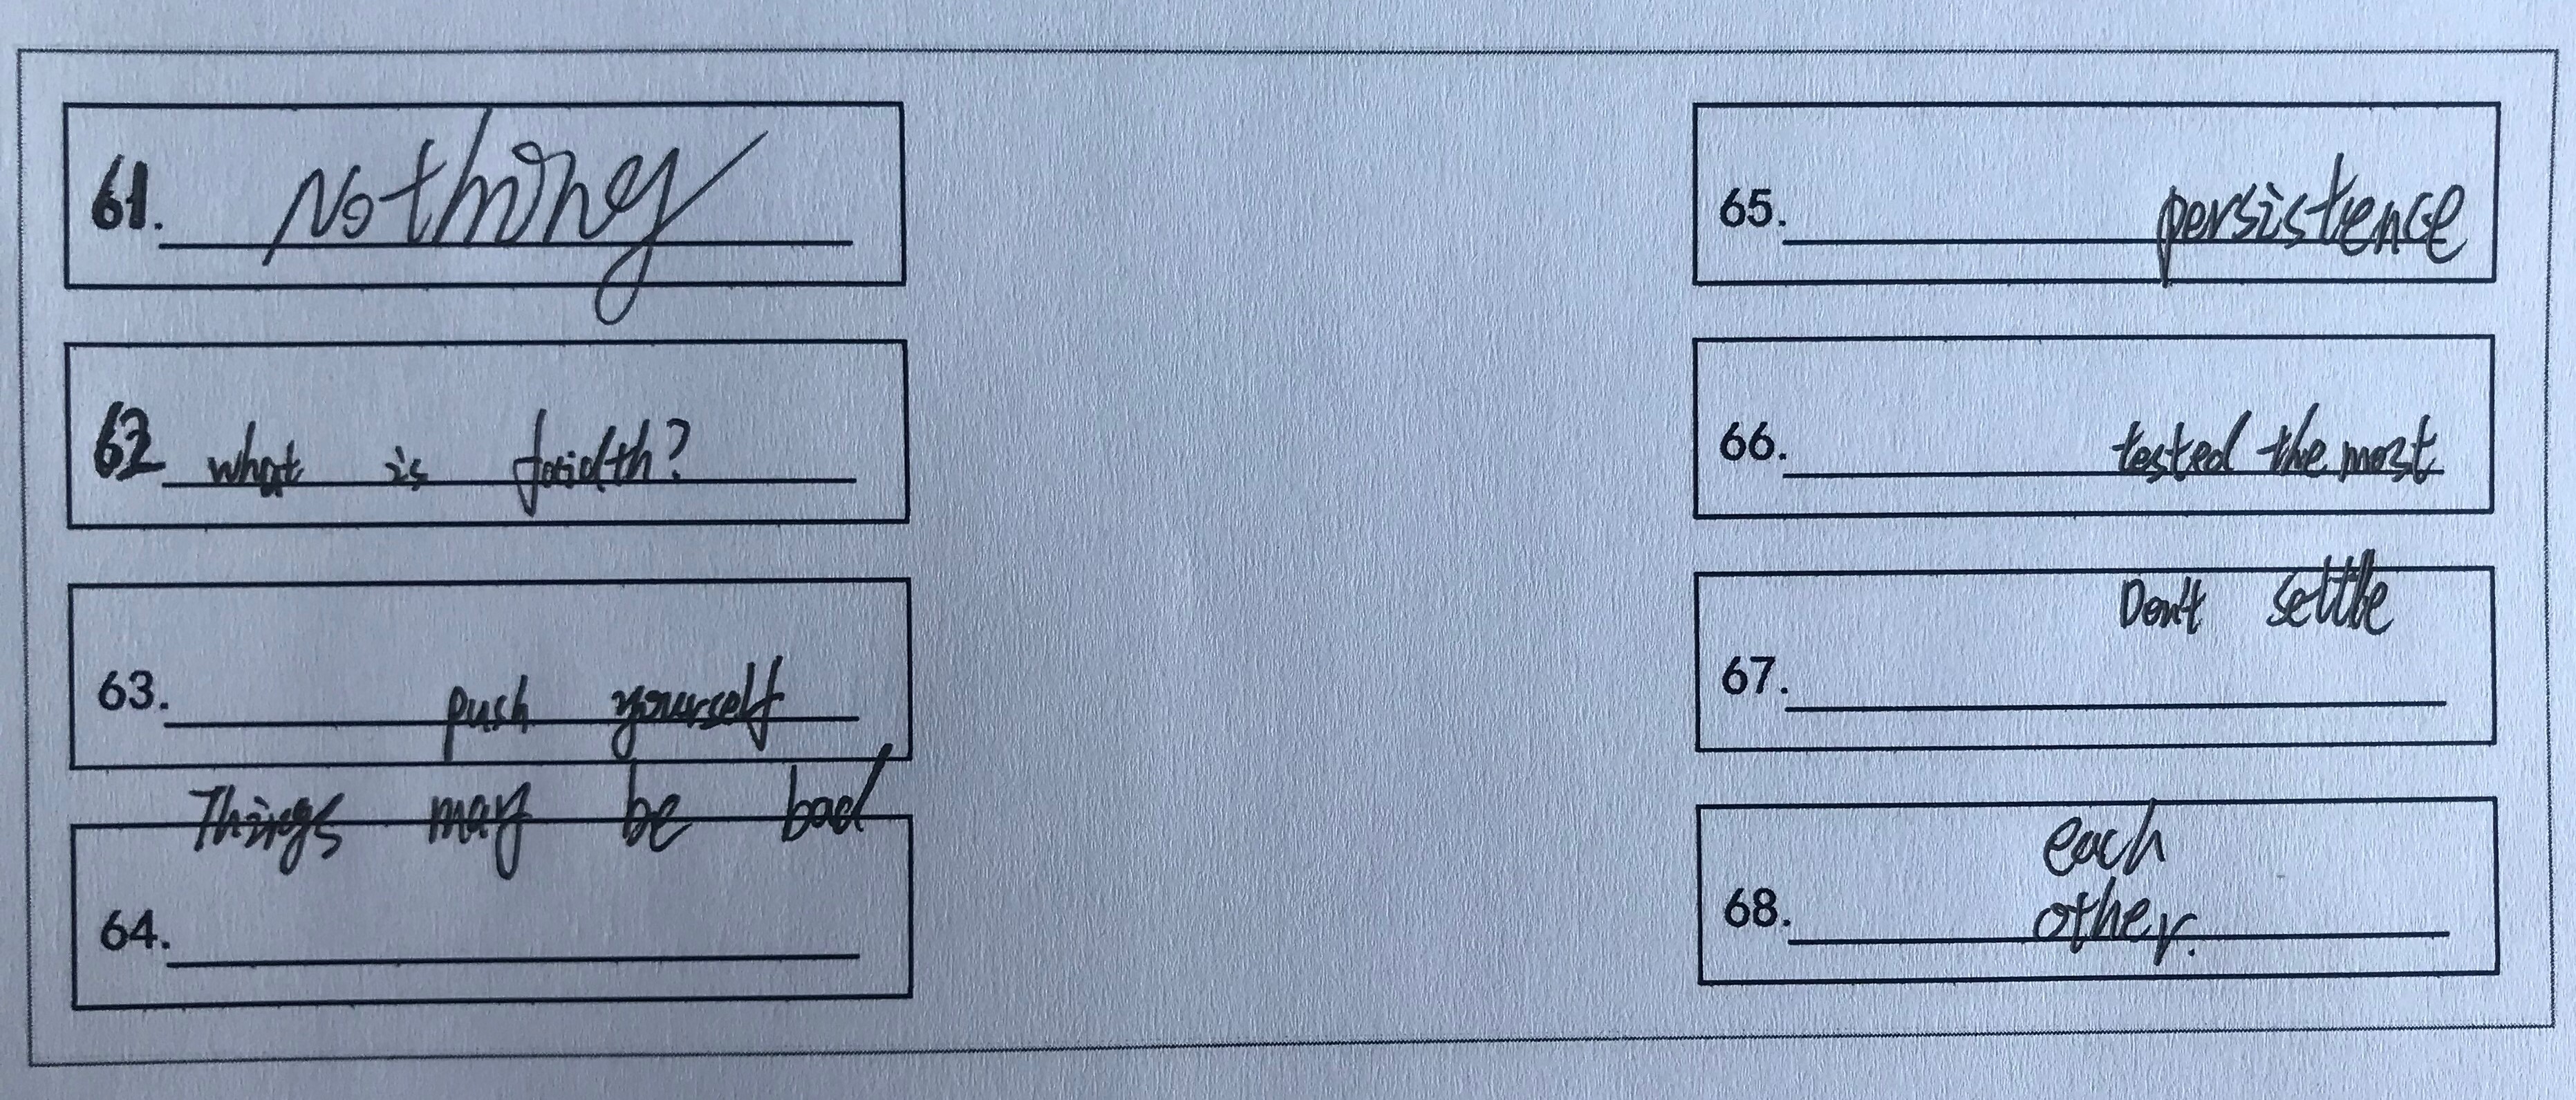 61. Nothing
62 what is faidth?
63. push yourself
Things may be bad
64.
65. persistence
66. tested the most
Don't settle
67.
each
68. other.